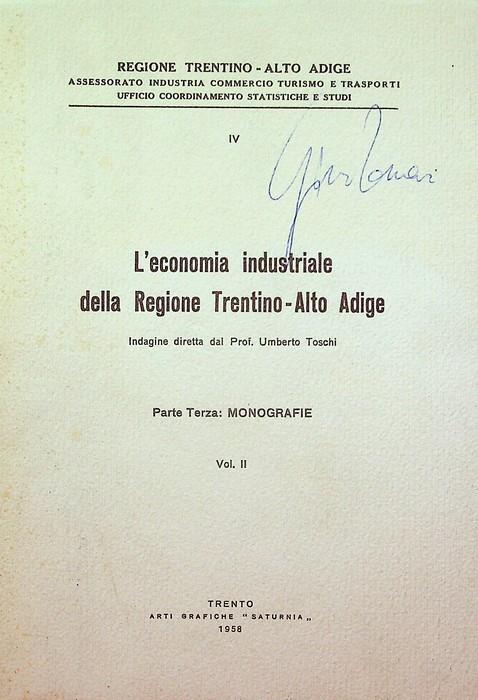 REGIONE TRENTINO - ALTO ADIGE
ASSESSORATO INDUSTRIA COMMERCIO TURISMO E TRASPORTI
UFFICIO COORDINAMENTO STATISTICHE E STUDI
IV
L'economia industriale
della Regione Trentino - Alto Adige
Indagine diretta dal Prof. Umberto Toschi
Parte Terza: MONOGRAFIE
Vol. II
TRENTO
ARTI GRAFICHE "SATURNIA„
1958